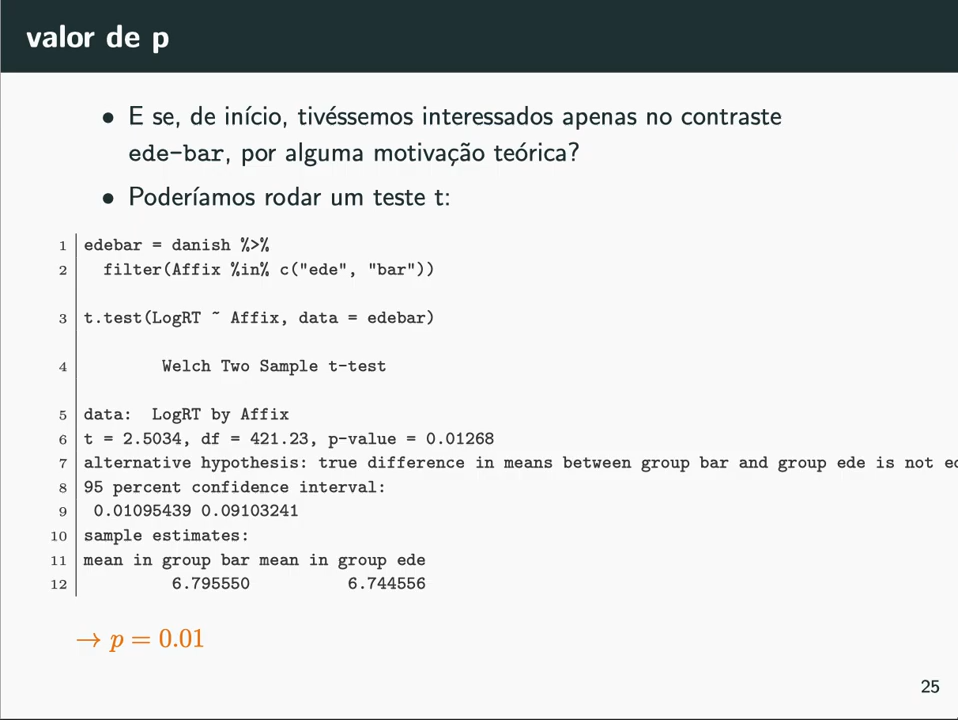 valor de p
• E se, de início, tivéssemos interessados apenas no contraste
ede-bar, por alguma motivação teórica?
• Poderíamos rodar um teste t:
1 edebar = danish %>%
2 filter(Affix %in% c("ede", "bar"))
3 t.test(LogRT ~ Affix, data = edebar)
4 Welch Two Sample t-test
5 data: LogRT by Affix
6 t = 2.5034, df = 421.23, p-value = 0.01268
7 alternative hypothesis: true difference in means between group bar and group ede is not
8 95 percent confidence interval:
9 0.01095439 0.09103241
10 sample estimates:
11 mean in group bar mean in group ede
12 6.795550 6.744556
→ p = 0.01
25